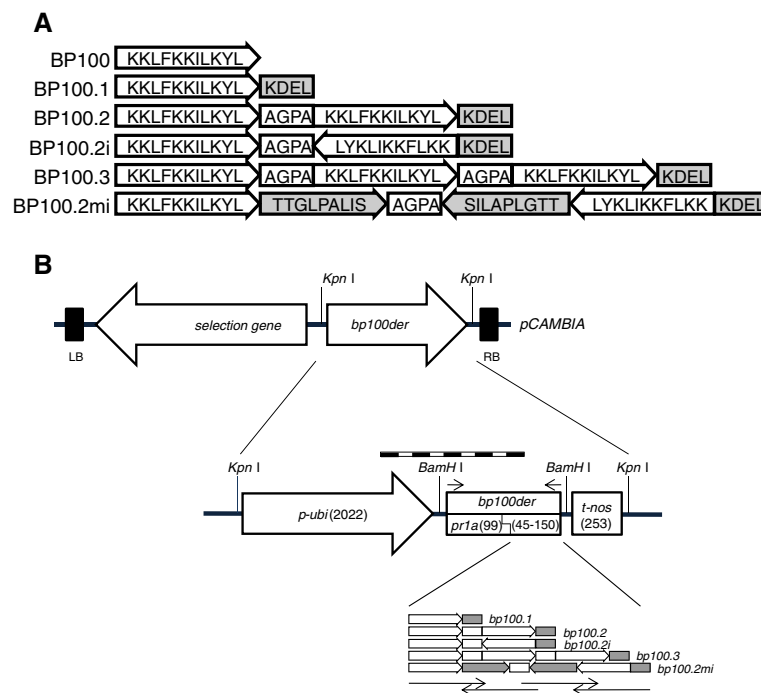 A
BP100 KKLFKKILKYL
BP100.1 KKLFKKILKYL KDEL
BP100.2 KKLFKKILKYL AGPA KKLFKKILKYL KDEL
BP100.2i KKLFKKILKYL AGPA LYKLIKKFLKK KDEL
BP100.3 KKLFKKILKYL AGPA KKLFKKILKYL AGPA KKLFKKILKYL KDEL
BP100.2mi KKLFKKILKYL TTGLPALIS AGPA SILAPLGTT LYKLIKKFLKK KDEL
B
Kpn I Kpn I
selection gene bp100der pCAMBIA
LB RB
Kpn I BamH I BamH I Kpn I
p-ubi (2022) bp100der t-nos
pr1a(99) (45-150) (253)
bp100.1
bp100.2
bp100.2i
bp100.3
bp100.2mi